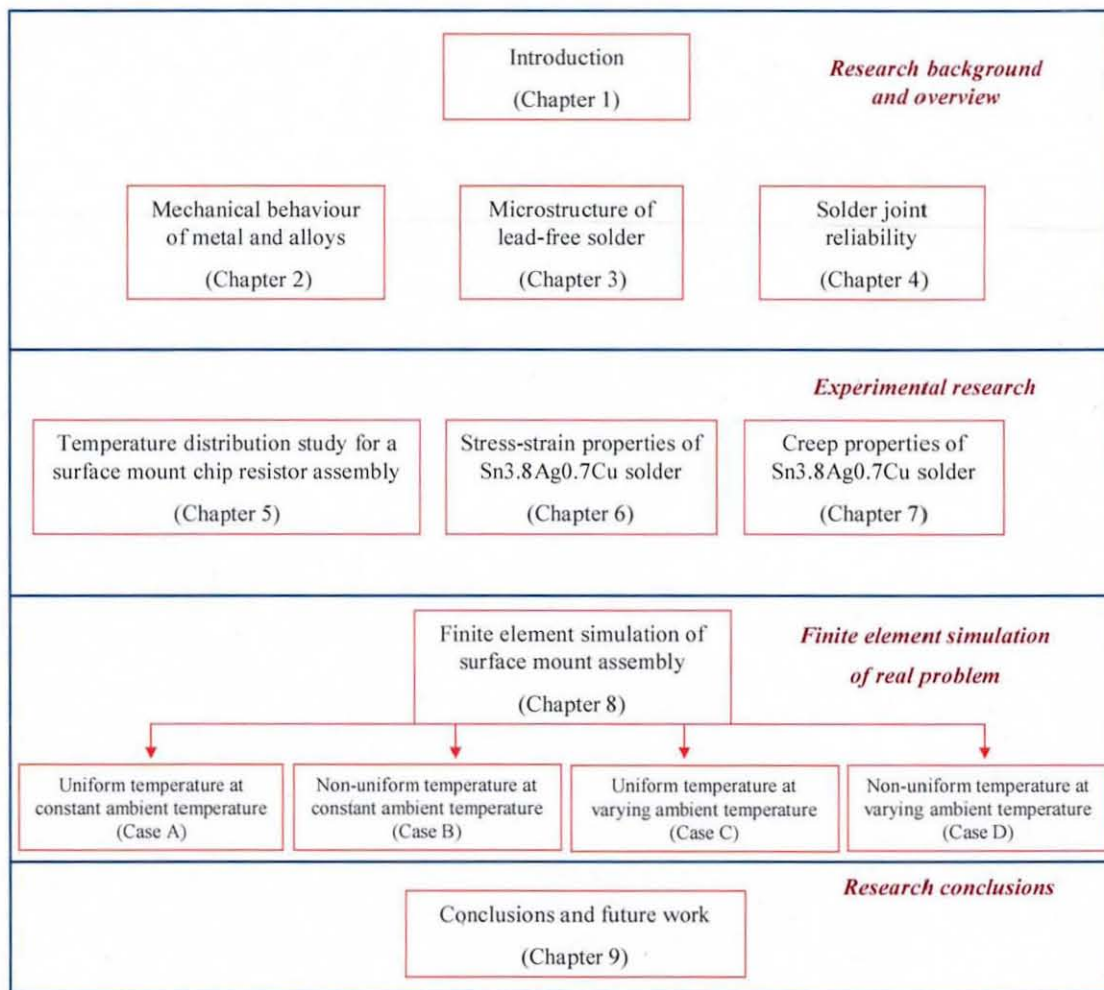 Introduction
(Chapter 1)
Research background
and overview
Mechanical behaviour
of metal and alloys
(Chapter 2)
Microstructure of
lead-free solder
(Chapter 3)
Solder joint
reliability
(Chapter 4)
Experimental research
Temperature distribution study for a
surface mount chip resistor assembly
(Chapter 5)
Stress-strain properties of
Sn3.8Ag0.7Cu solder
(Chapter 6)
Creep properties of
Sn3.8Ag0.7Cu solder
(Chapter 7)
Finite element simulation of
surface mount assembly
(Chapter 8)
Finite element simulation
of real problem
Uniform temperature at
constant ambient temperature
(Case A)
Non-uniform temperature at
constant ambient temperature
(Case B)
Uniform temperature at
varying ambient temperature
(Case C)
Non-uniform temperature at
varying ambient temperature
(Case D)
Research conclusions
Conclusions and future work
(Chapter 9)